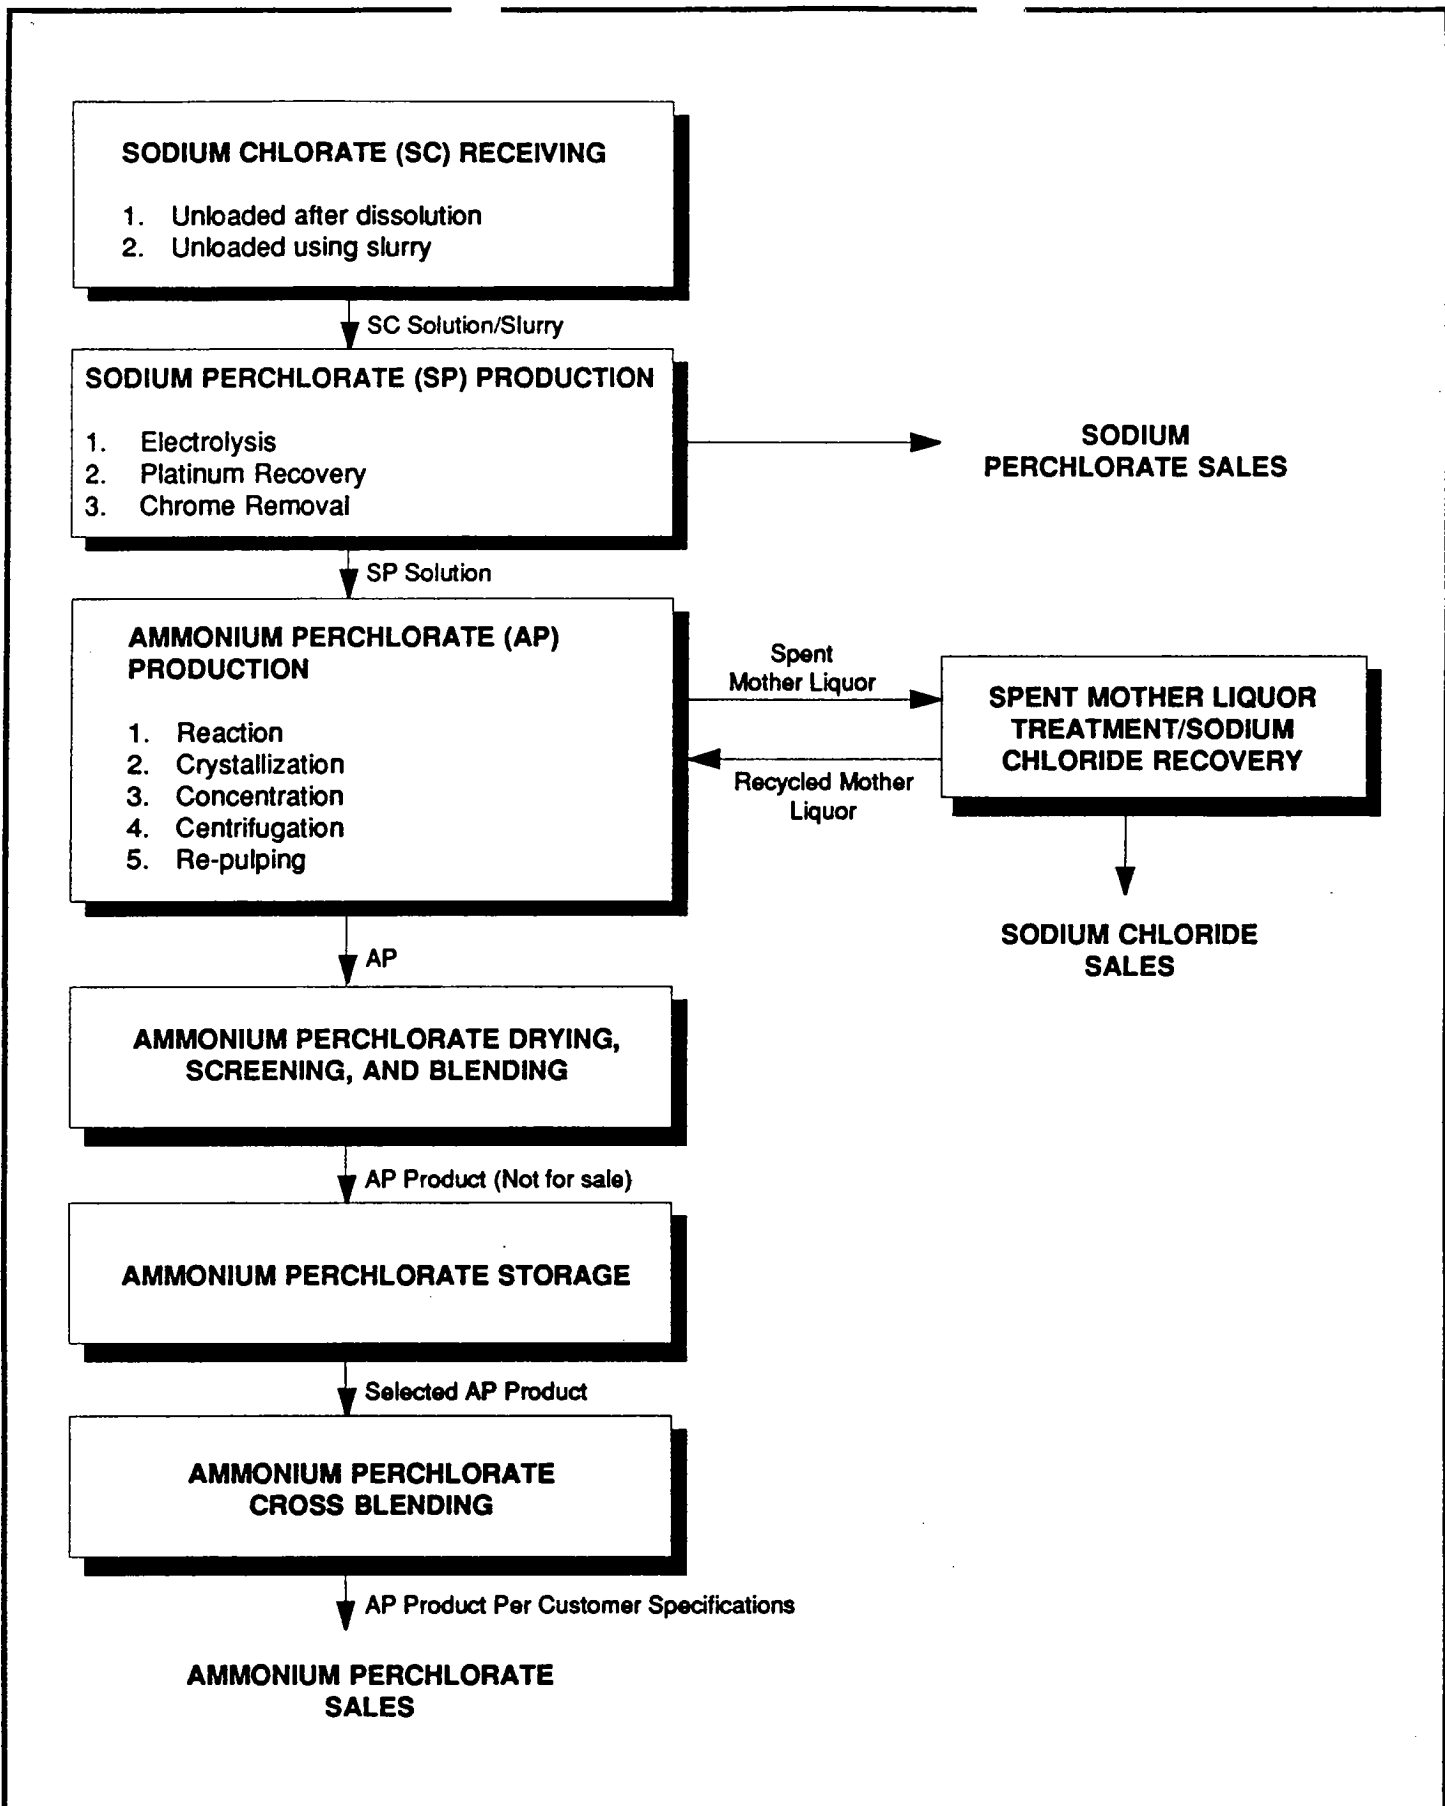 SODIUM CHLORATE (SC) RECEIVING
1. Unloaded after dissolution
2. Unloaded using slurry
SC Solution/Slurry
SODIUM PERCHLORATE (SP) PRODUCTION
1. Electrolysis
2. Platinum Recovery
3. Chrome Removal
SODIUM
PERCHLORATE SALES
SP Solution
AMMONIUM PERCHLORATE (AP)
PRODUCTION
1. Reaction
2. Crystallization
3. Concentration
4. Centrifugation
5. Re-pulping
Spent
Mother Liquor
Recycled Mother
Liquor
SPENT MOTHER LIQUOR
TREATMENT/SODIUM
CHLORIDE RECOVERY
SODIUM CHLORIDE
SALES
AP
AMMONIUM PERCHLORATE DRYING,
SCREENING, AND BLENDING
AP Product (Not for sale)
AMMONIUM PERCHLORATE STORAGE
Selected AP Product
AMMONIUM PERCHLORATE
CROSS BLENDING
AP Product Per Customer Specifications
AMMONIUM PERCHLORATE
SALES